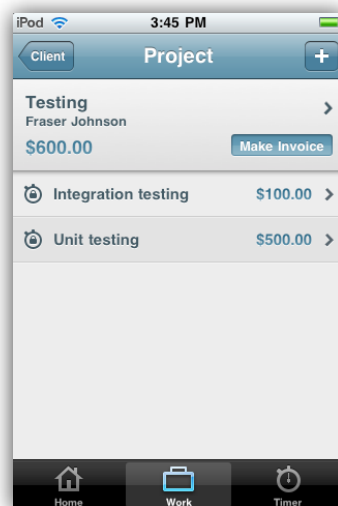 iPod 3:45 PM
Client Project +
Testing
Fraser Johnson
$600.00 Make Invoice
Integration testing $100.00
Unit testing $500.00
Home Work Timer